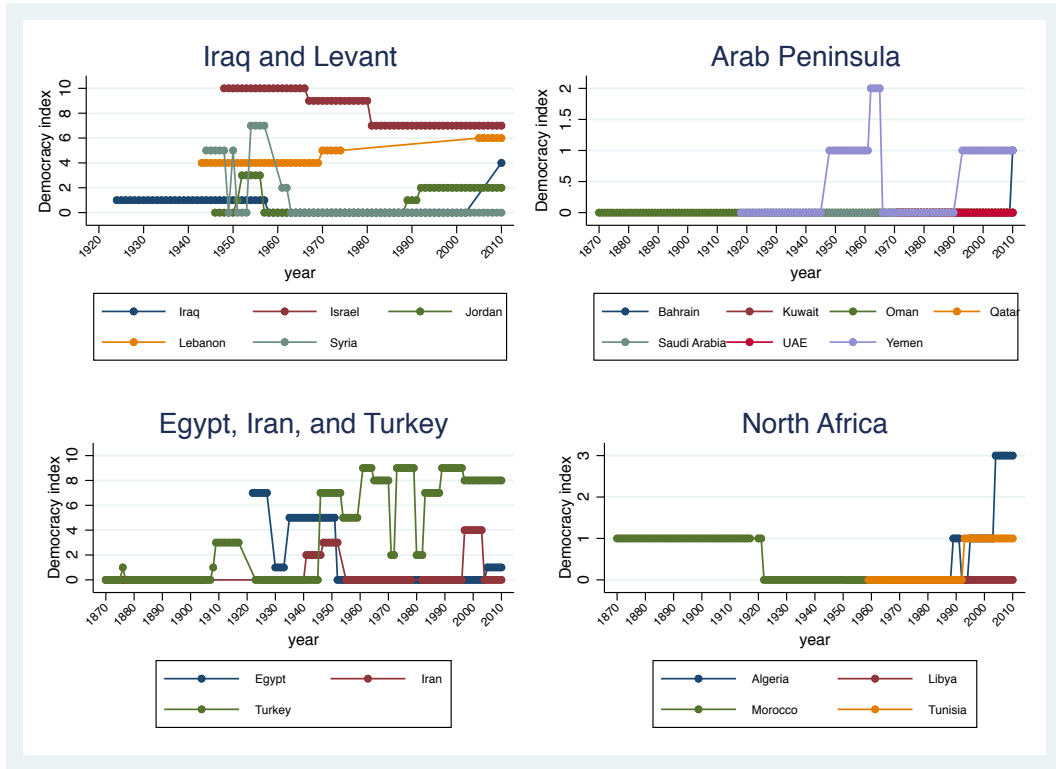 Iraq and Levant
Democracy index
0 2 4 6 8 10
1920 1930 1940 1950 1960 1970 1980 1990 2000 2010
year
Iraq Israel Jordan
Lebanon Syria
Arab Peninsula
Democracy index
0 .5 1 1.5 2
1870 1880 1890 1900 1910 1920 1930 1940 1950 1960 1970 1980 1990 2000 2010
year
Bahrain Kuwait Oman Qatar
Saudi Arabia UAE Yemen
Egypt, Iran, and Turkey
Democracy index
0 2 4 6 8 10
1870 1880 1890 1900 1910 1920 1930 1940 1950 1960 1970 1980 1990 2000 2010
year
Egypt Iran
Turkey
North Africa
Democracy index
0 1 2 3
1870 1880 1890 1900 1910 1920 1930 1940 1950 1960 1970 1980 1990 2000 2010
year
Algeria Libya
Morocco Tunisia